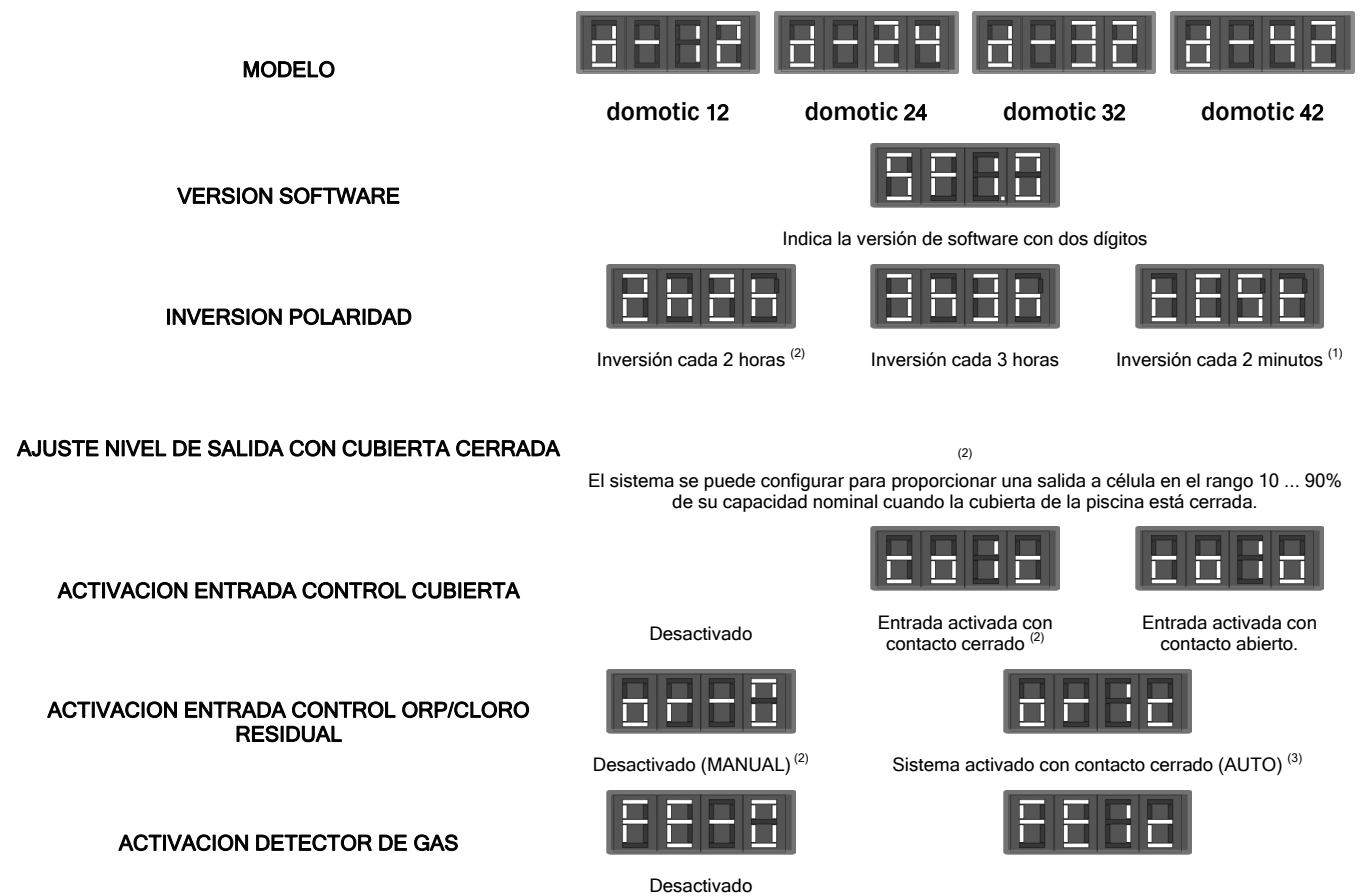 MODELO
d-12 d-24 d-32 d-42
domotic 12 domotic 24 domotic 32 domotic 42
VERSION SOFTWARE
Indica la versión de software con dos dígitos
INVERSION POLARIDAD
Inversión cada 2 horas (2) Inversión cada 3 horas Inversión cada 2 minutos (1)
AJUSTE NIVEL DE SALIDA CON CUBIERTA CERRADA
(2)
El sistema se puede configurar para proporcionar una salida a célula en el rango 10 ... 90%
de su capacidad nominal cuando la cubierta de la piscina está cerrada.
ACTIVACION ENTRADA CONTROL CUBIERTA
Desactivado
Entrada activada con
contacto cerrado (2)
Entrada activada con
contacto abierto.
ACTIVACION ENTRADA CONTROL ORP/CLORO
RESIDUAL
Desactivado (MANUAL) (2) Sistema activado con contacto cerrado (AUTO) (3)
ACTIVACION DETECTOR DE GAS
Desactivado